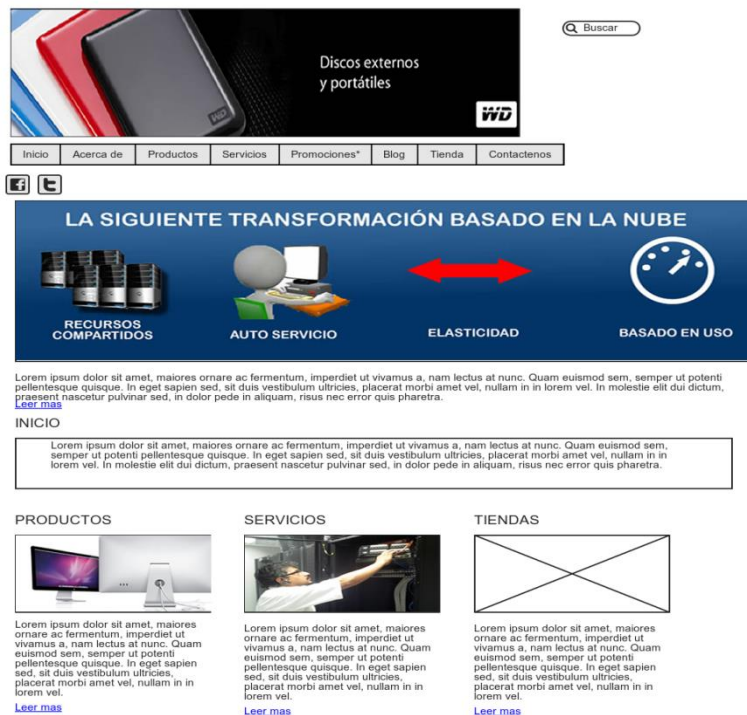 Discos externos
y portátiles
WD
WD
Buscar
Inicio Acerca de Productos Servicios Promociones* Blog Tienda Contactenos
LA SIGUIENTE TRANSFORMACIÓN BASADO EN LA NUBE
RECURSOS
COMPARTIDOS
AUTO SERVICIO
ELASTICIDAD
BASADO EN USO
Lorem ipsum dolor sit amet, maiores ornare ac fermentum, imperdiet ut vivamus a, nam lectus at nunc. Quam euismod sem, semper ut potenti
pellentesque quisque. In eget sapien sed, sit duis vestibulum ultricies, placerat morbi amet vel, nullam in in lorem vel. In molestie elit dui dictum,
praesent nascetur pulvinar sed, in dolor pede in aliquam, risus nec error quis pharetra.
Leer mas
INICIO
Lorem ipsum dolor sit amet, maiores ornare ac fermentum, imperdiet ut vivamus a, nam lectus at nunc. Quam euismod sem,
semper ut potenti pellentesque quisque. In eget sapien sed, sit duis vestibulum ultricies, placerat morbi amet vel, nullam in in
lorem vel. In molestie elit dui dictum, praesent nascetur pulvinar sed, in dolor pede in aliquam, risus nec error quis pharetra.
PRODUCTOS
Lorem ipsum dolor sit amet, maiores
ornare ac fermentum, imperdiet ut
vivamus a, nam lectus at nunc. Quam
euismod sem, semper ut potenti
pellentesque quisque. In eget sapien
sed, sit duis vestibulum ultricies,
placerat morbi amet vel, nullam in in
lorem vel.
Leer mas
SERVICIOS
Lorem ipsum dolor sit amet, maiores
ornare ac fermentum, imperdiet ut
vivamus a, nam lectus at nunc. Quam
euismod sem, semper ut potenti
pellentesque quisque. In eget sapien
sed, sit duis vestibulum ultricies,
placerat morbi amet vel, nullam in in
lorem vel.
Leer mas
TIENDAS
Lorem ipsum dolor sit amet, maiores
ornare ac fermentum, imperdiet ut
vivamus a, nam lectus at nunc. Quam
euismod sem, semper ut potenti
pellentesque quisque. In eget sapien
sed, sit duis vestibulum ultricies,
placerat morbi amet vel, nullam in in
lorem vel.
Leer mas